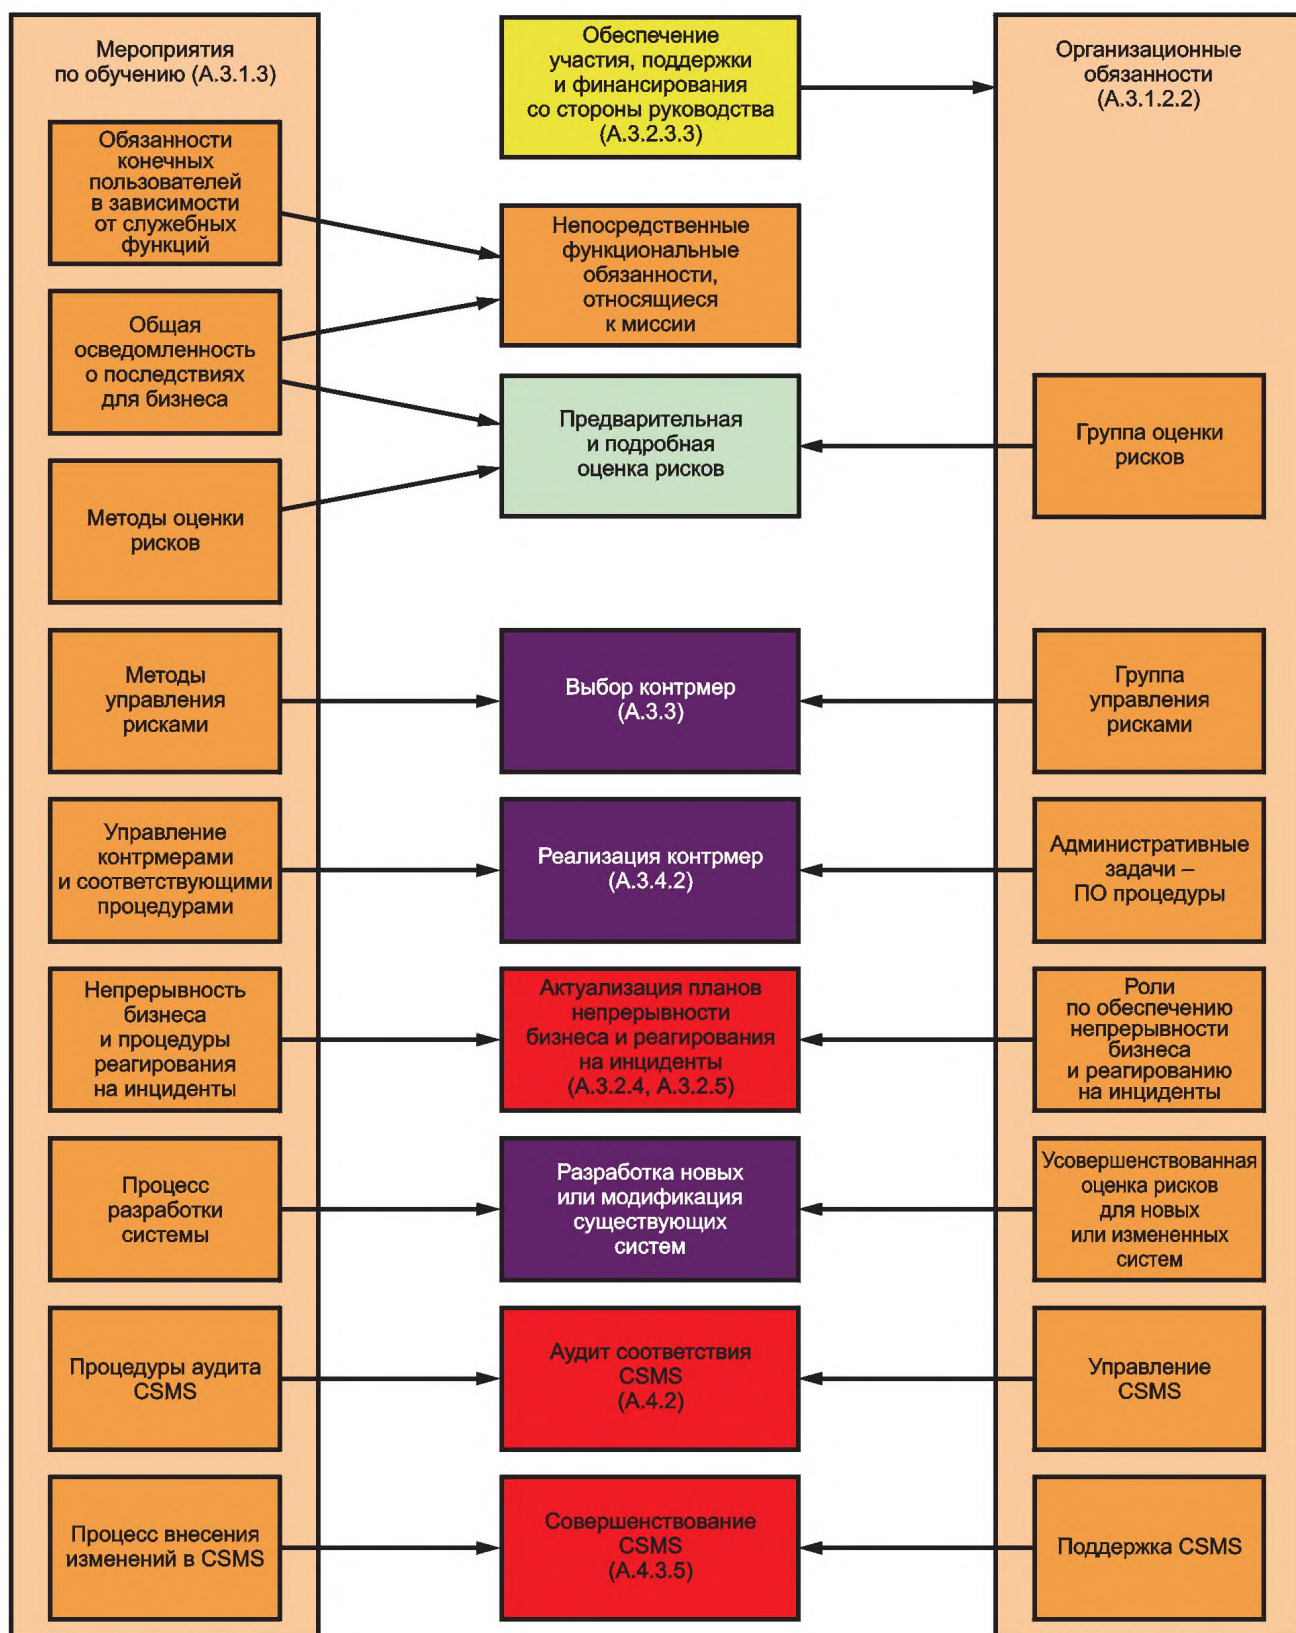 Мероприятия
по обучению (А.3.1.3)
Обязанности
конечных
пользователей
в зависимости
от служебных
функций
Общая
осведомленность
о последствиях
для бизнеса
Методы оценки
рисков
Методы
управления
рисками
Управление
контрмерами
и соответствующими
процедурами
Непрерывность
бизнеса
и процедуры
реагирования
на инциденты
Процесс
разработки
системы
Процедуры аудита
CSMS
Процесс внесения
изменений в CSMS
Обеспечение
участия, поддержки
и финансирования
со стороны руководства
(А.3.2.3.3)
Непосредственные
функциональные
обязанности,
относящиеся
к миссии
Предварительная
и подробная
оценка рисков
Выбор контрмер
(А.3.3)
Реализация контрмер
(А.3.4.2)
Актуализация планов
непрерывности
бизнеса и реагирования
на инциденты
(А.3.2.4, А.3.2.5)
Разработка новых
или модификация
существующих
систем
Аудит соответствия
CSMS
(А.4.2)
Совершенствование
CSMS
(А.4.3.5)
Организационные
обязанности
(А.3.1.2.2)
Группа оценки
рисков
Группа
управления
рисками
Административные
задачи –
ПО процедуры
Роли
по обеспечению
непрерывности
бизнеса
и реагированию
на инциденты
Усовершенствованная
оценка рисков
для новых
или измененных
систем
Управление
CSMS
Поддержка CSMS